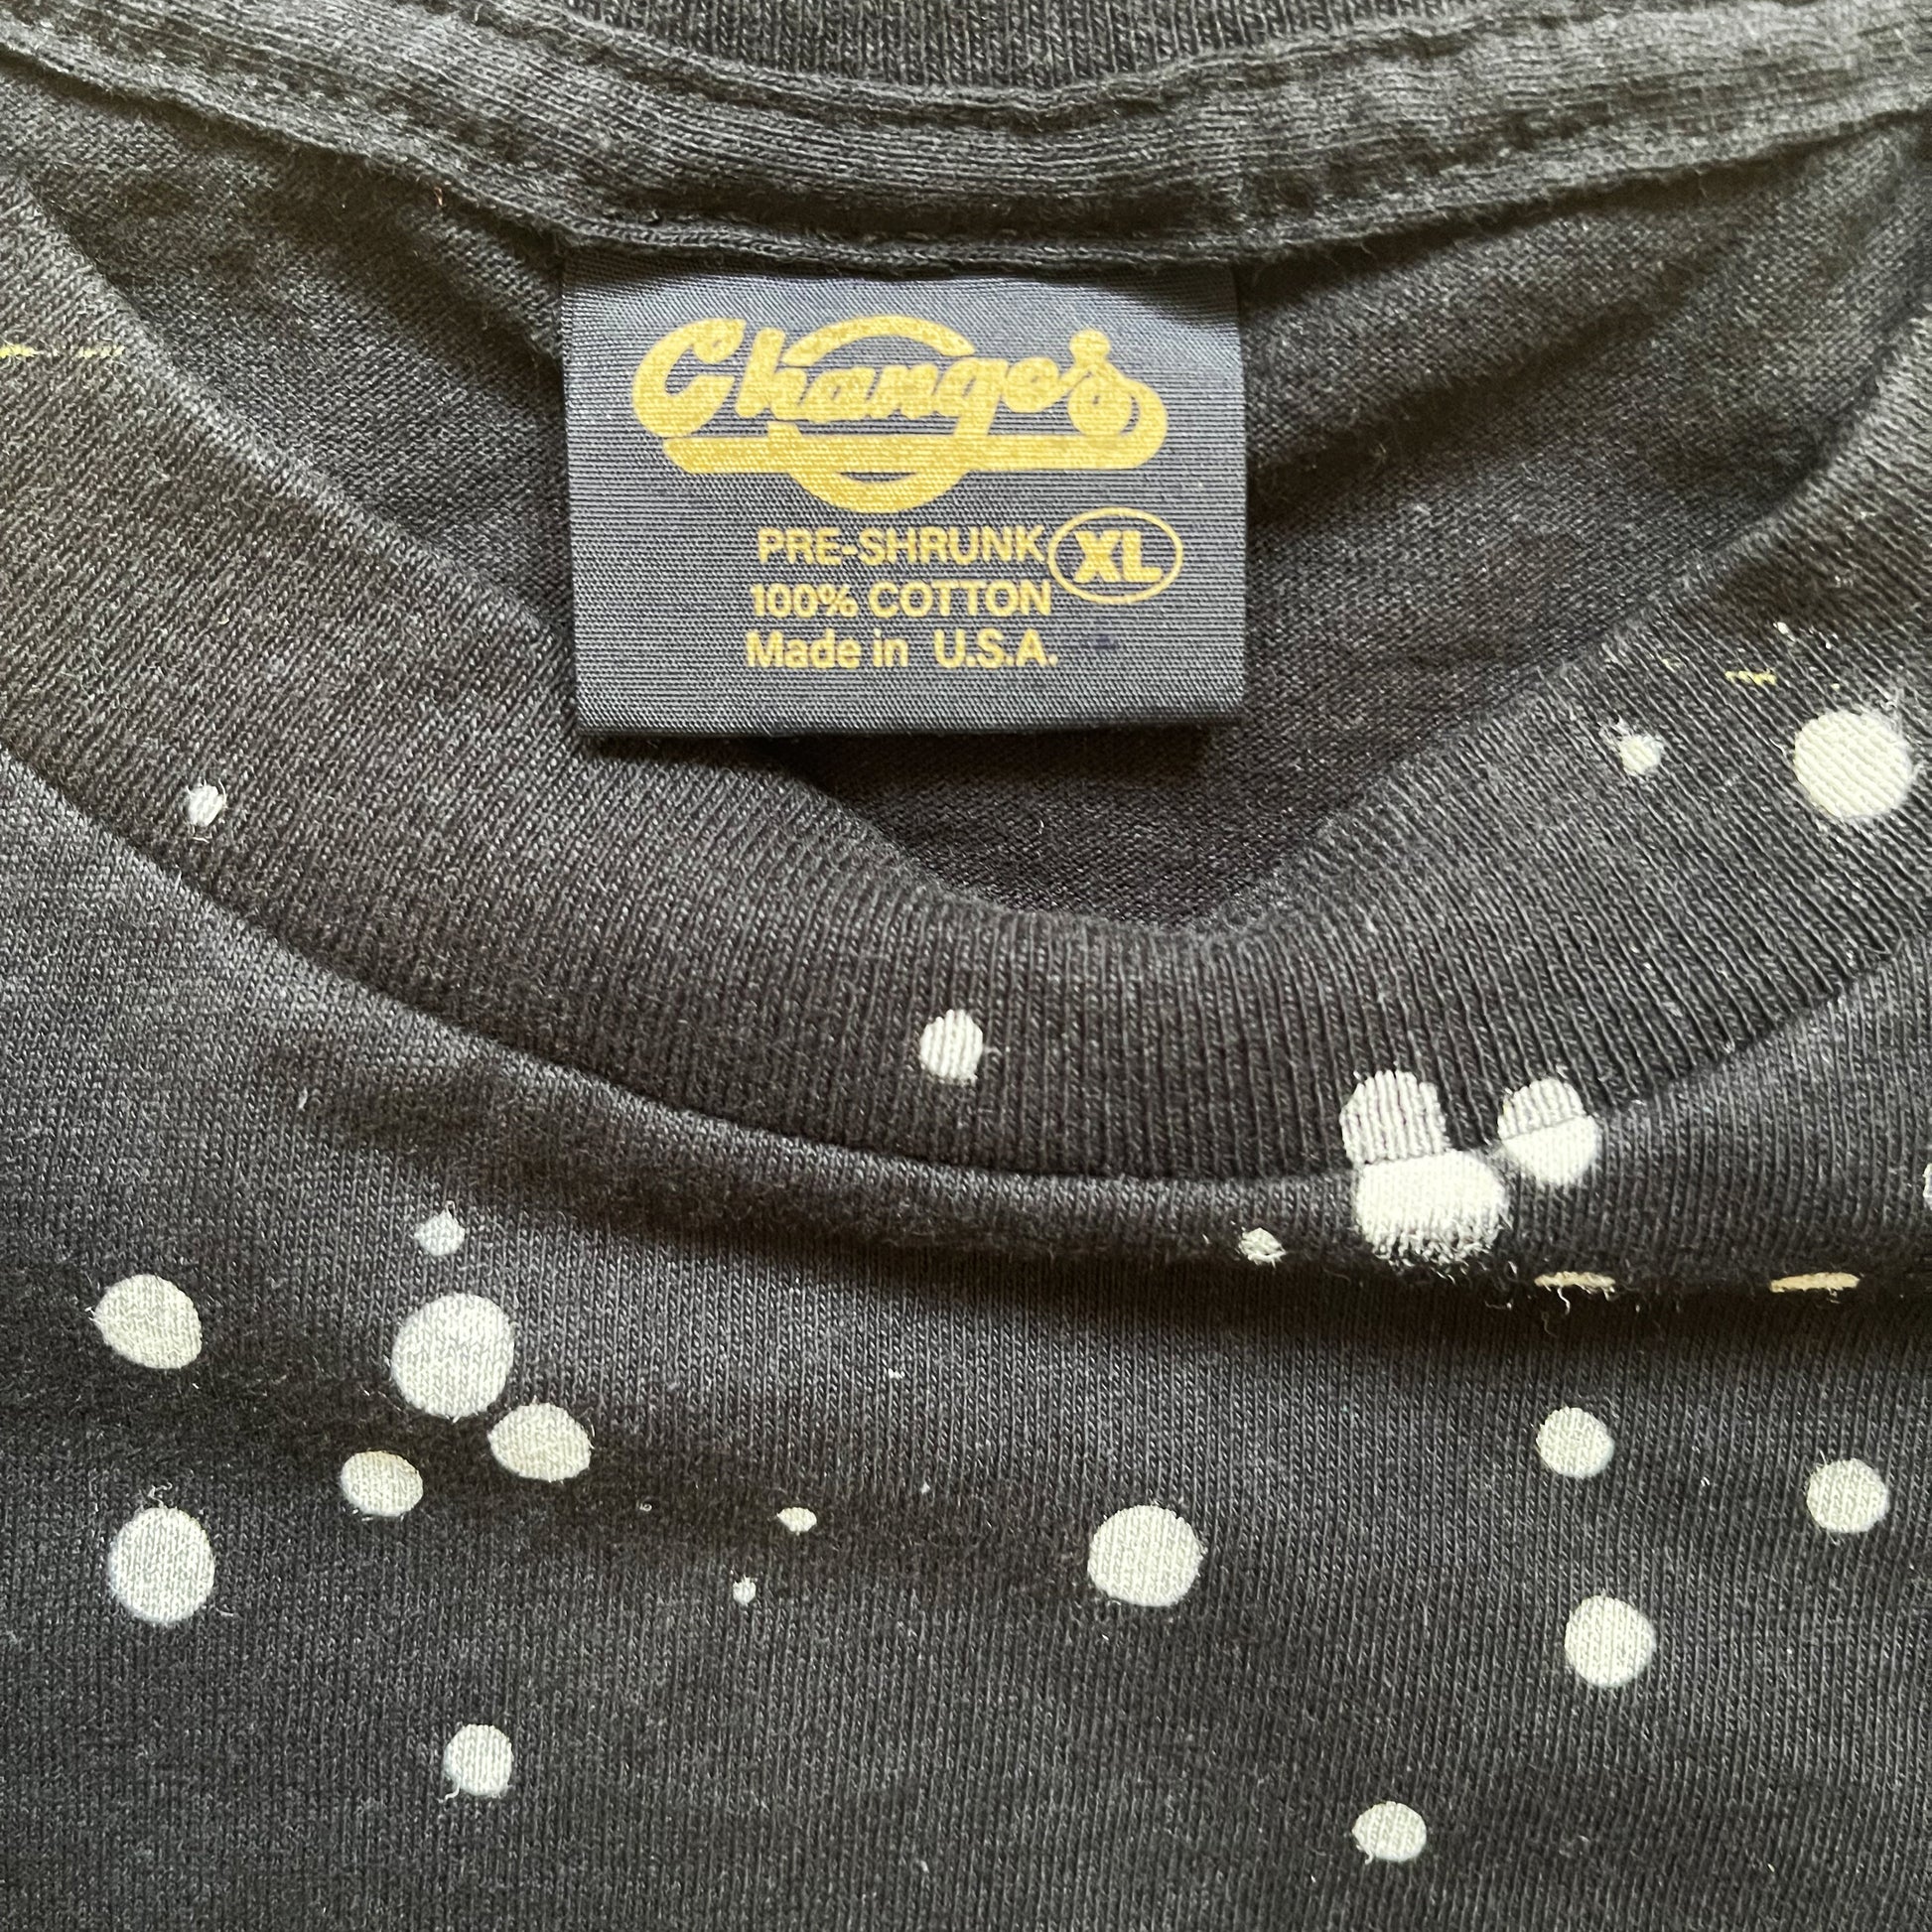 Changes
PRE-SHRUNK XL
100% COTTON
Made in U.S.A.